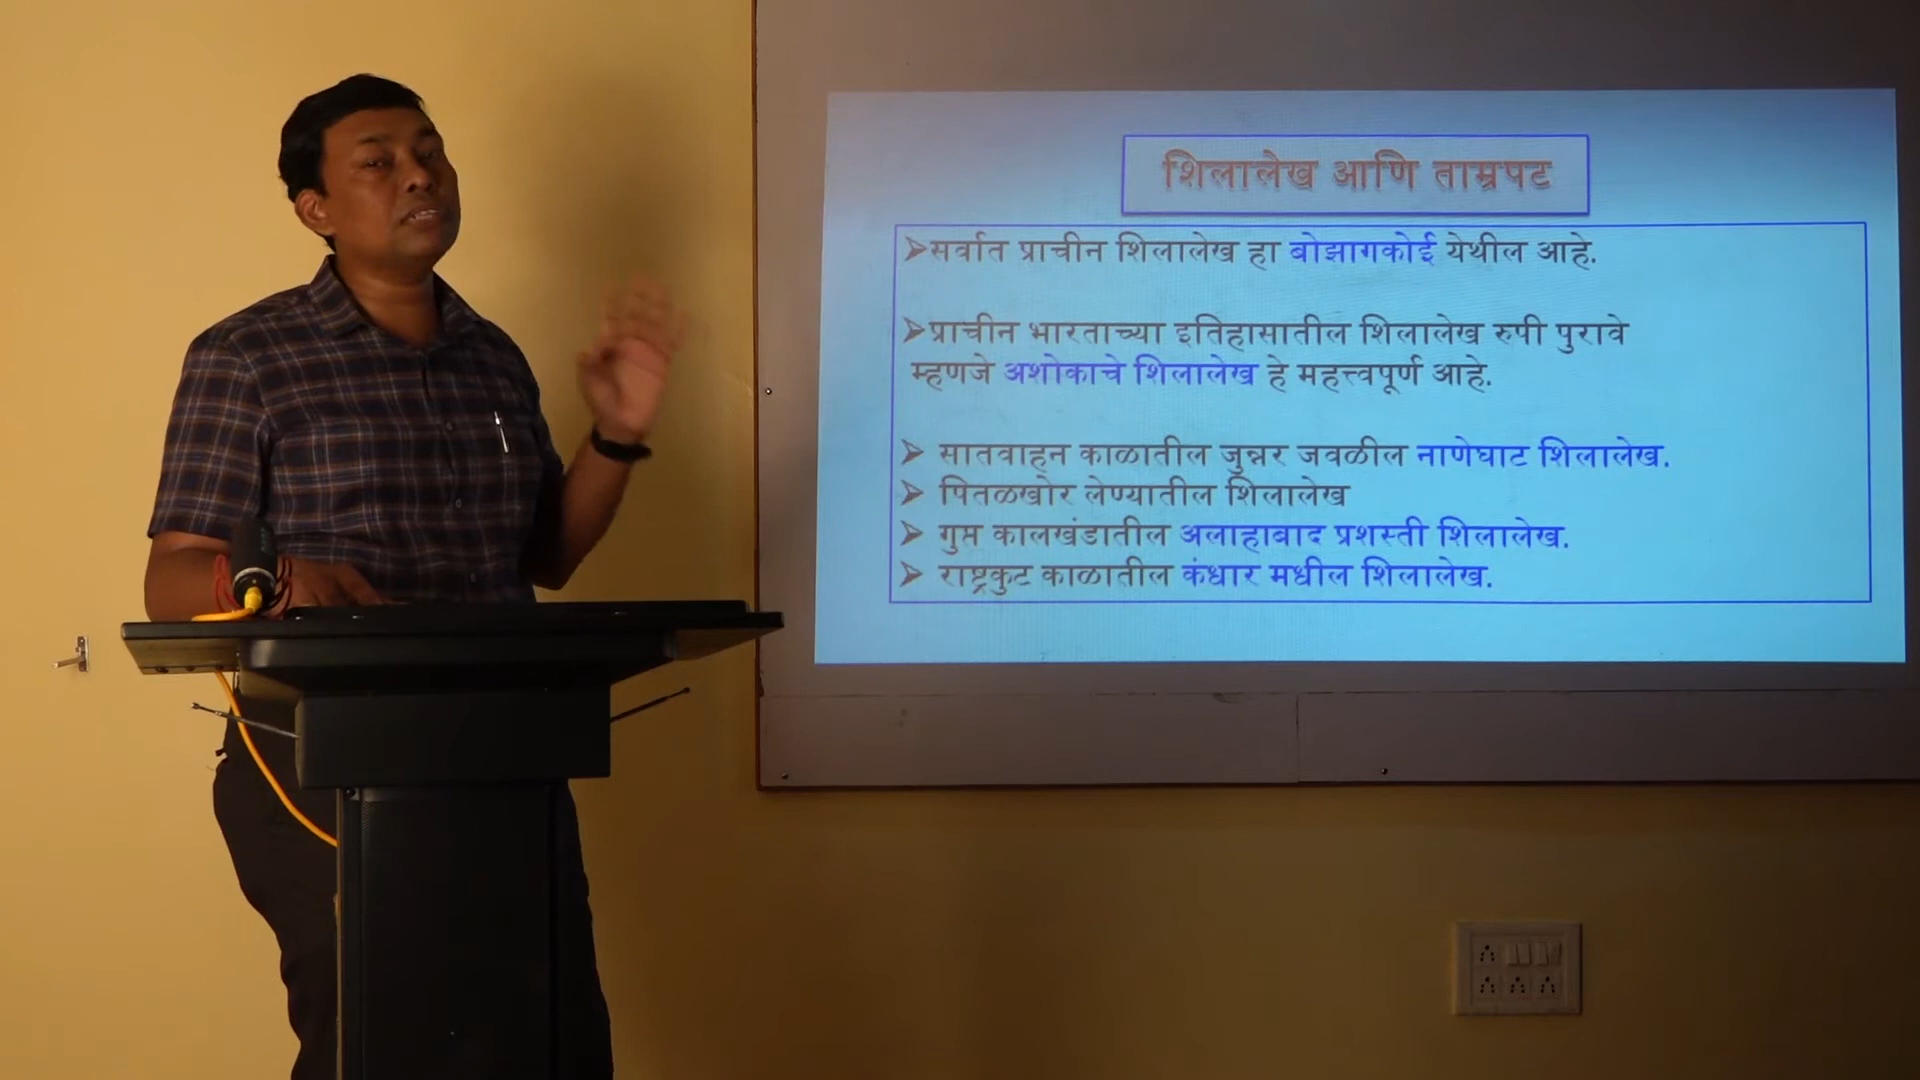 शिलालेख आणि ताम्रपट
➢सर्वात प्राचीन शिलालेख हा बोझागकोई येथील आहे.
➢प्राचीन भारताच्या इतिहासातील शिलालेख रुपी पुरावे
म्हणजे अशोकाचे शिलालेख हे महत्त्वपूर्ण आहे.
➢ सातवाहन काळातील जुन्नर जवळील नाणेघाट शिलालेख.
➢ पितळखोर लेण्यातील शिलालेख
➢ गुप्त कालखंडातील अलाहाबाद प्रशस्ती शिलालेख.
➢ राष्ट्रकुट काळातील कंधार मधील शिलालेख.